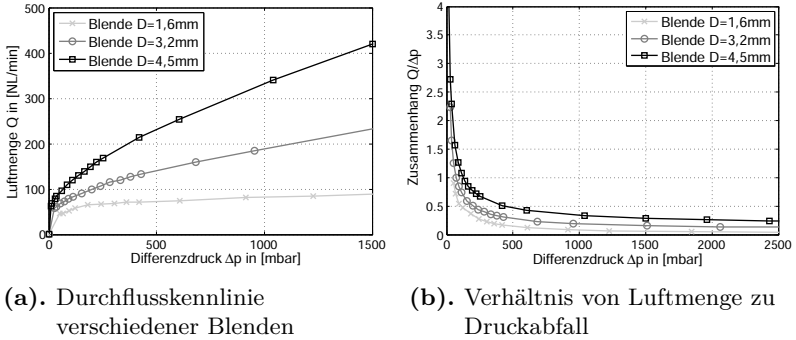 500
400
300
200
100
0
0
500
1000
1500
Luftmenge Q in [NL/min]
Differenzdruck Δp in [mbar]
Blende D=1,6mm
Blende D=3,2mm
Blende D=4,5mm
4
3.5
3
2.5
2
1.5
1
0.5
0
0
500
1000
1500
2000
2500
Zusammenhang Q/Δp
Differenzdruck Δp in [mbar]
Blende D=1,6mm
Blende D=3,2mm
Blende D=4,5mm
(a). Durchflusskennlinie
verschiedener Blenden
(b). Verhältnis von Luftmenge zu
Druckabfall